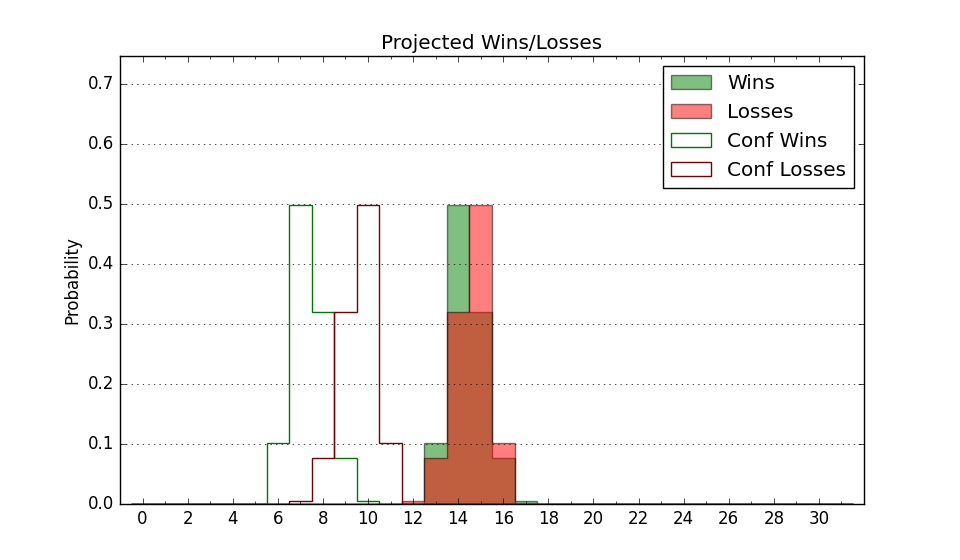 Projected Wins/Losses
Probability
0.7
0.6
0.5
0.4
0.3
0.2
0.1
0.0
Wins
Losses
Conf Wins
Conf Losses
0 2 4 6 8 10 12 14 16 18 20 22 24 26 28 30